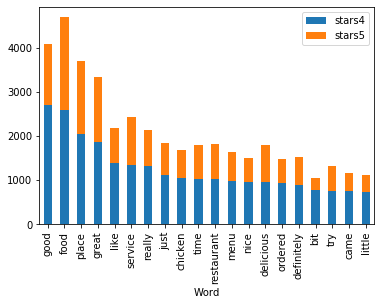 stars4
stars5
4000
3000
2000
1000
0
good
food
place
great
like
service
really
just
chicken
time
restaurant
menu
nice
delicious
ordered
definitely
bit
try
came
little
Word